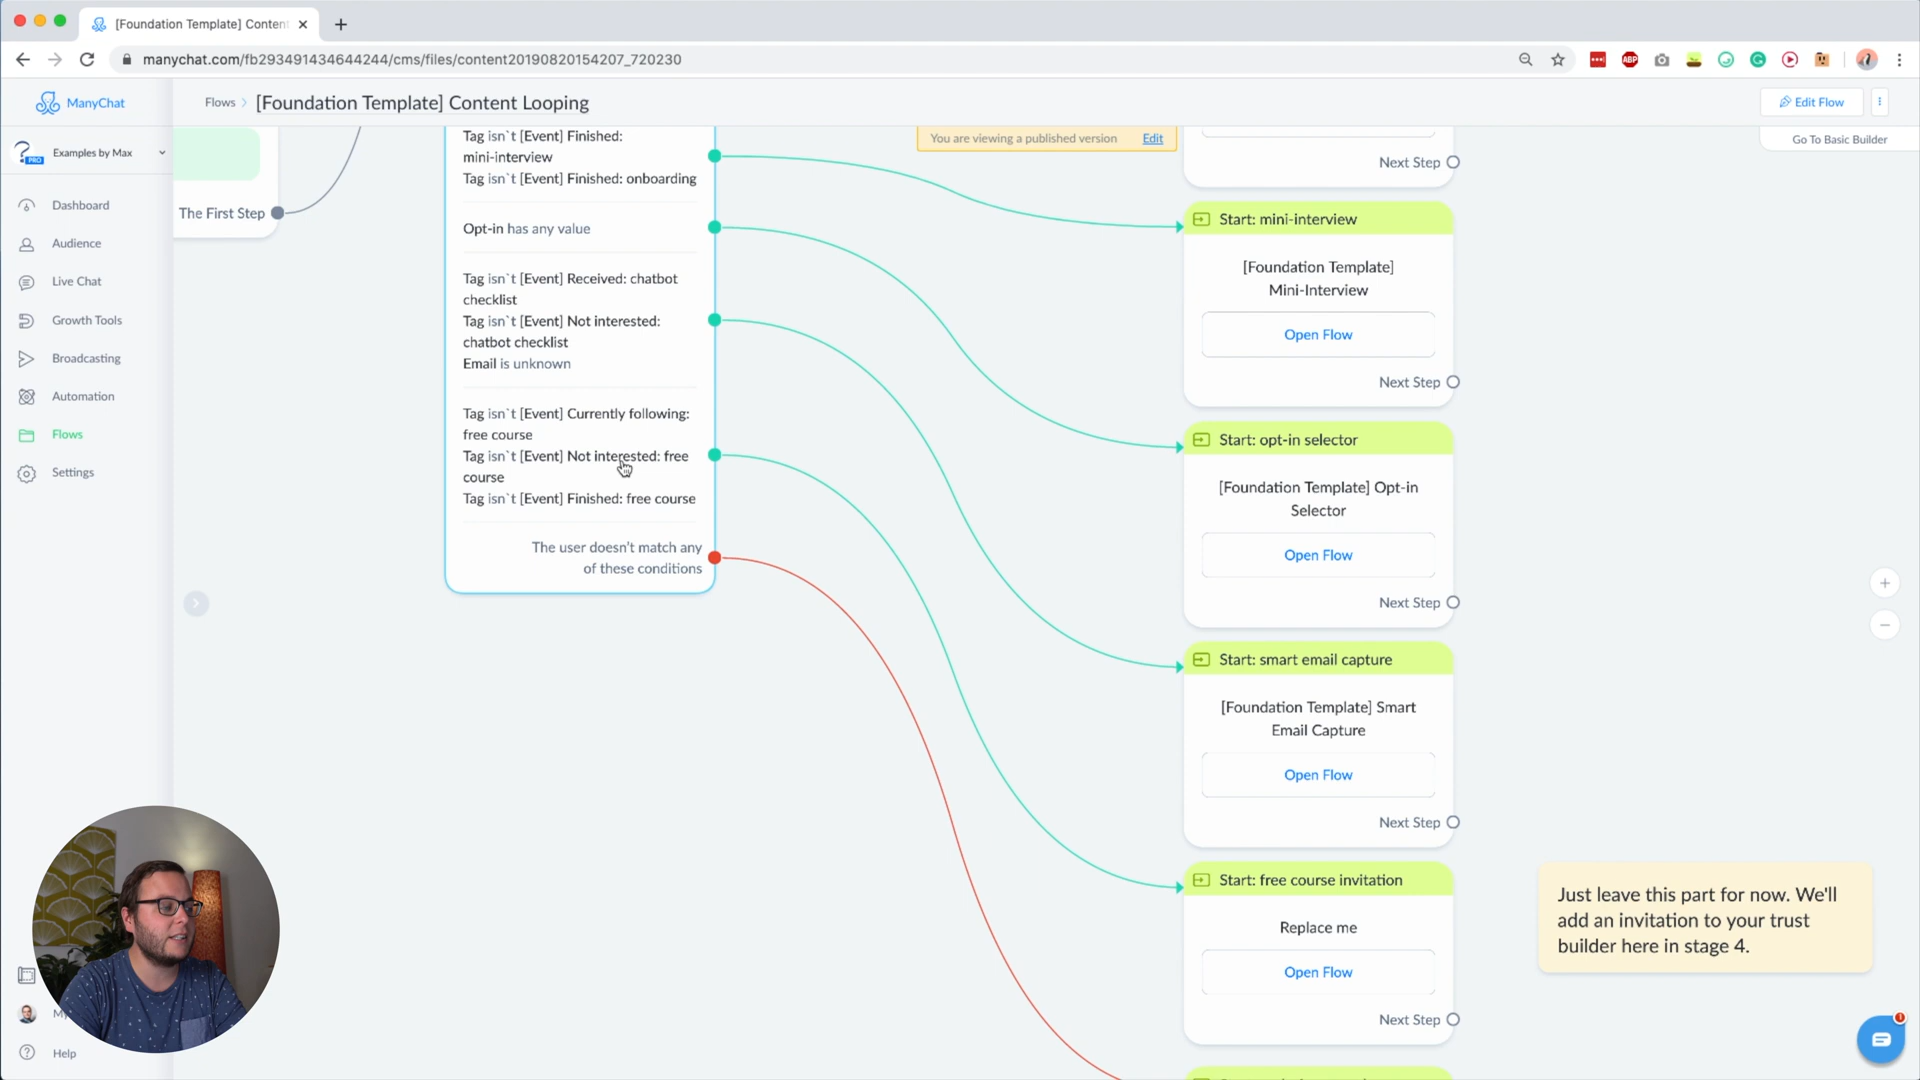 [Foundation Template] Content
manychat.com/fb293491434644244/cms/files/content20190820154207_720230
ABP
ManyChat
Flows
[Foundation Template] Content Looping
Edit Flow
Go To Basic Builder
You are viewing a published version
Edit
PRO
Examples by Max
Dashboard
Audience
Live Chat
Growth Tools
Broadcasting
Automation
Flows
Settings
My
Help
The First Step
Tag isn`t [Event] Finished:
mini-interview
Tag isn`t [Event] Finished: onboarding
Opt-in has any value
Tag isn`t [Event] Received: chatbot
checklist
Tag isn`t [Event] Not interested:
chatbot checklist
Email is unknown
Tag isn`t [Event] Currently following:
free course
Tag isn`t [Event] Not interested: free
course
Tag isn`t [Event] Finished: free course
The user doesn't match any
of these conditions
Next Step
Start: mini-interview
[Foundation Template]
Mini-Interview
Open Flow
Next Step
Start: opt-in selector
[Foundation Template] Opt-in
Selector
Open Flow
Next Step
Start: smart email capture
[Foundation Template] Smart
Email Capture
Open Flow
Next Step
Start: free course invitation
Replace me
Open Flow
Next Step
Just leave this part for now. We'll
add an invitation to your trust
builder here in stage 4.
1